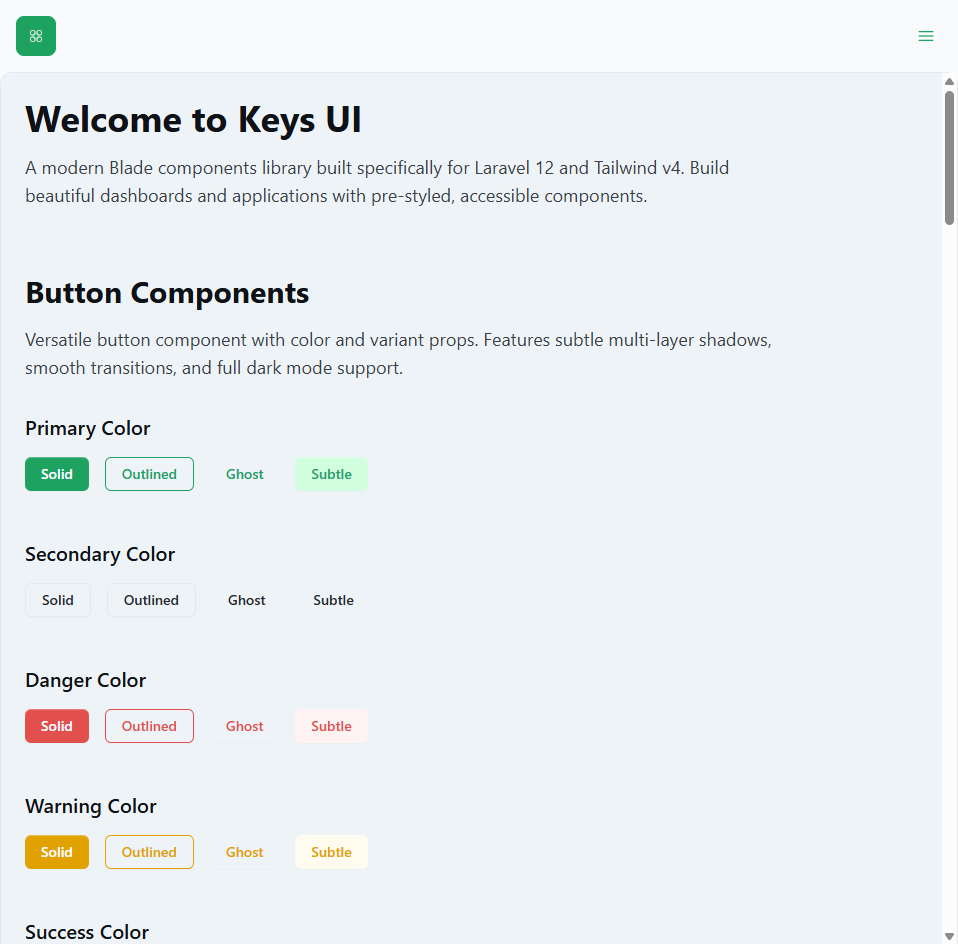 Welcome to Keys UI
A modern Blade components library built specifically for Laravel 12 and Tailwind v4. Build
beautiful dashboards and applications with pre-styled, accessible components.
Button Components
Versatile button component with color and variant props. Features subtle multi-layer shadows,
smooth transitions, and full dark mode support.
Primary Color
Solid Outlined Ghost Subtle
Secondary Color
Solid Outlined Ghost Subtle
Danger Color
Solid Outlined Ghost Subtle
Warning Color
Solid Outlined Ghost Subtle
Success Color